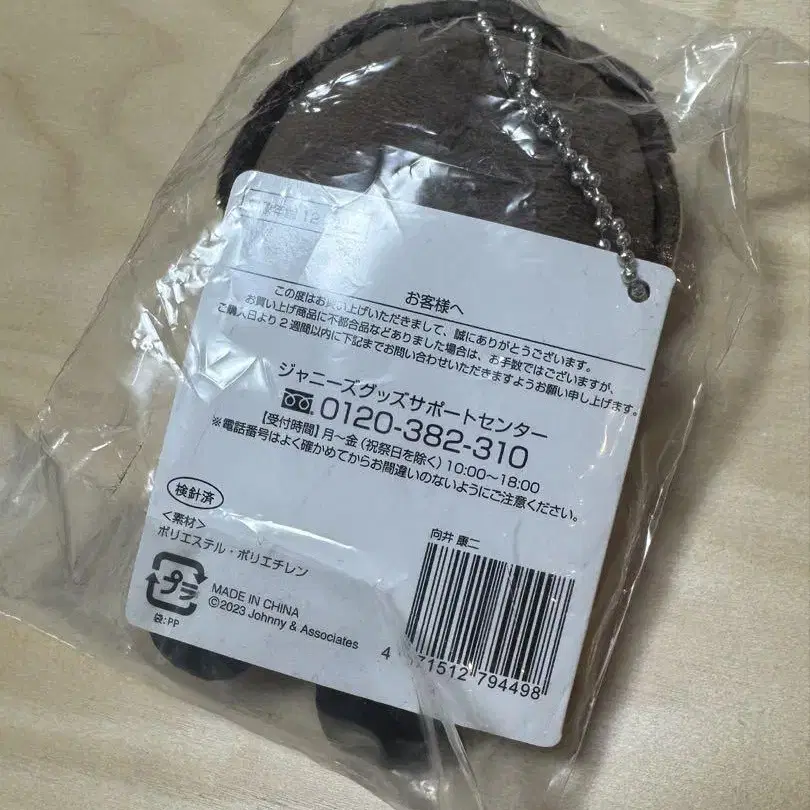 12
お客様へ
この度はお買い上げいただきまして、誠にありがとうございます。
お買い上げ商品に不都合品などありました場合は、お手数ではございますが、
ご購入日より2週間以内に下記までお問い合わせいただきますようお願い申し上げます。
ジャニーズグッズサポートセンター
0120-382-310
【受付時間】月〜金(祝祭日を除く)10:00〜18:00
※電話番号はよく確かめてからお間違いのないようにご注意ください。
検針済
<素材>
ポリエステル・ポリエチレン
プラ
袋:PP
MADE IN CHINA
©2023 Johnny & Associates
向井 康二
4 571512 794498